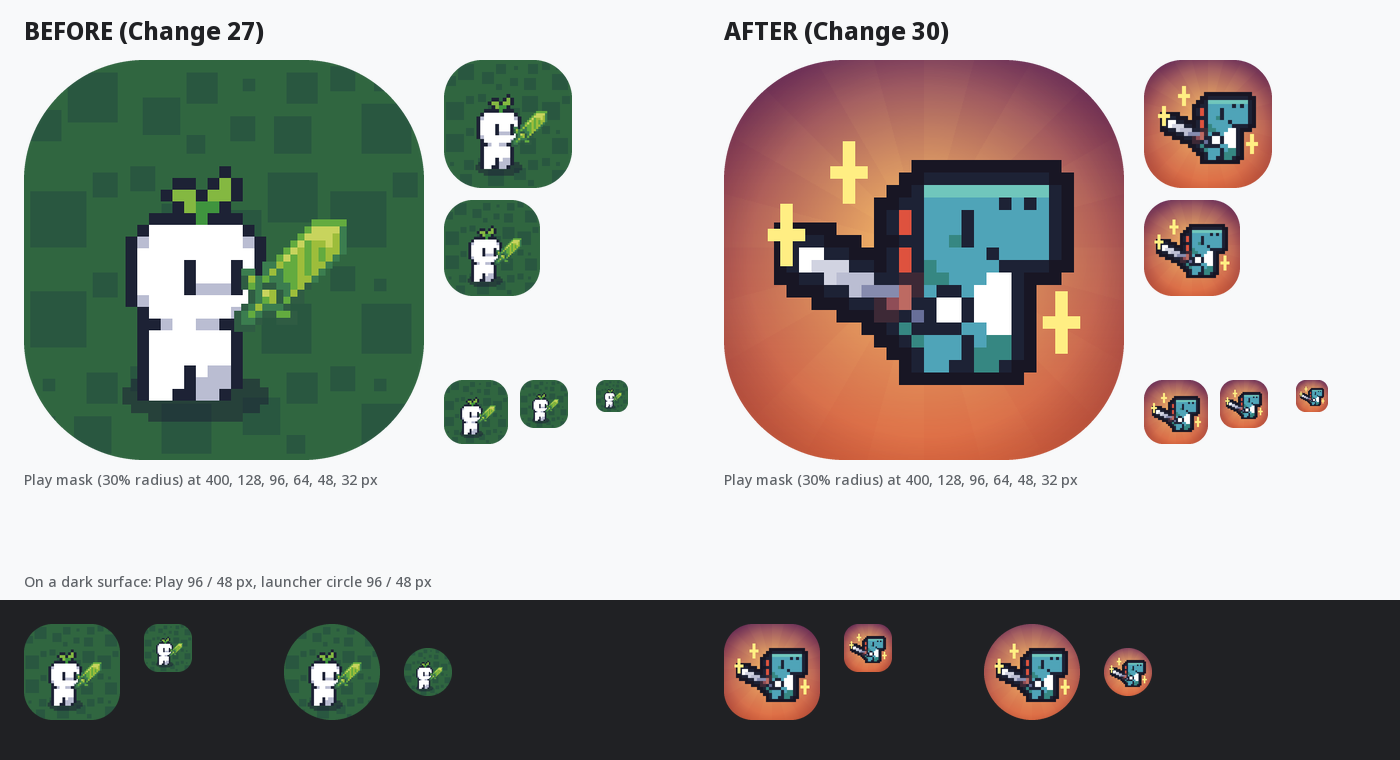 BEFORE (Change 27)
AFTER (Change 30)
Play mask (30% radius) at 400, 128, 96, 64, 48, 32 px
Play mask (30% radius) at 400, 128, 96, 64, 48, 32 px
On a dark surface: Play 96 / 48 px, launcher circle 96 / 48 px